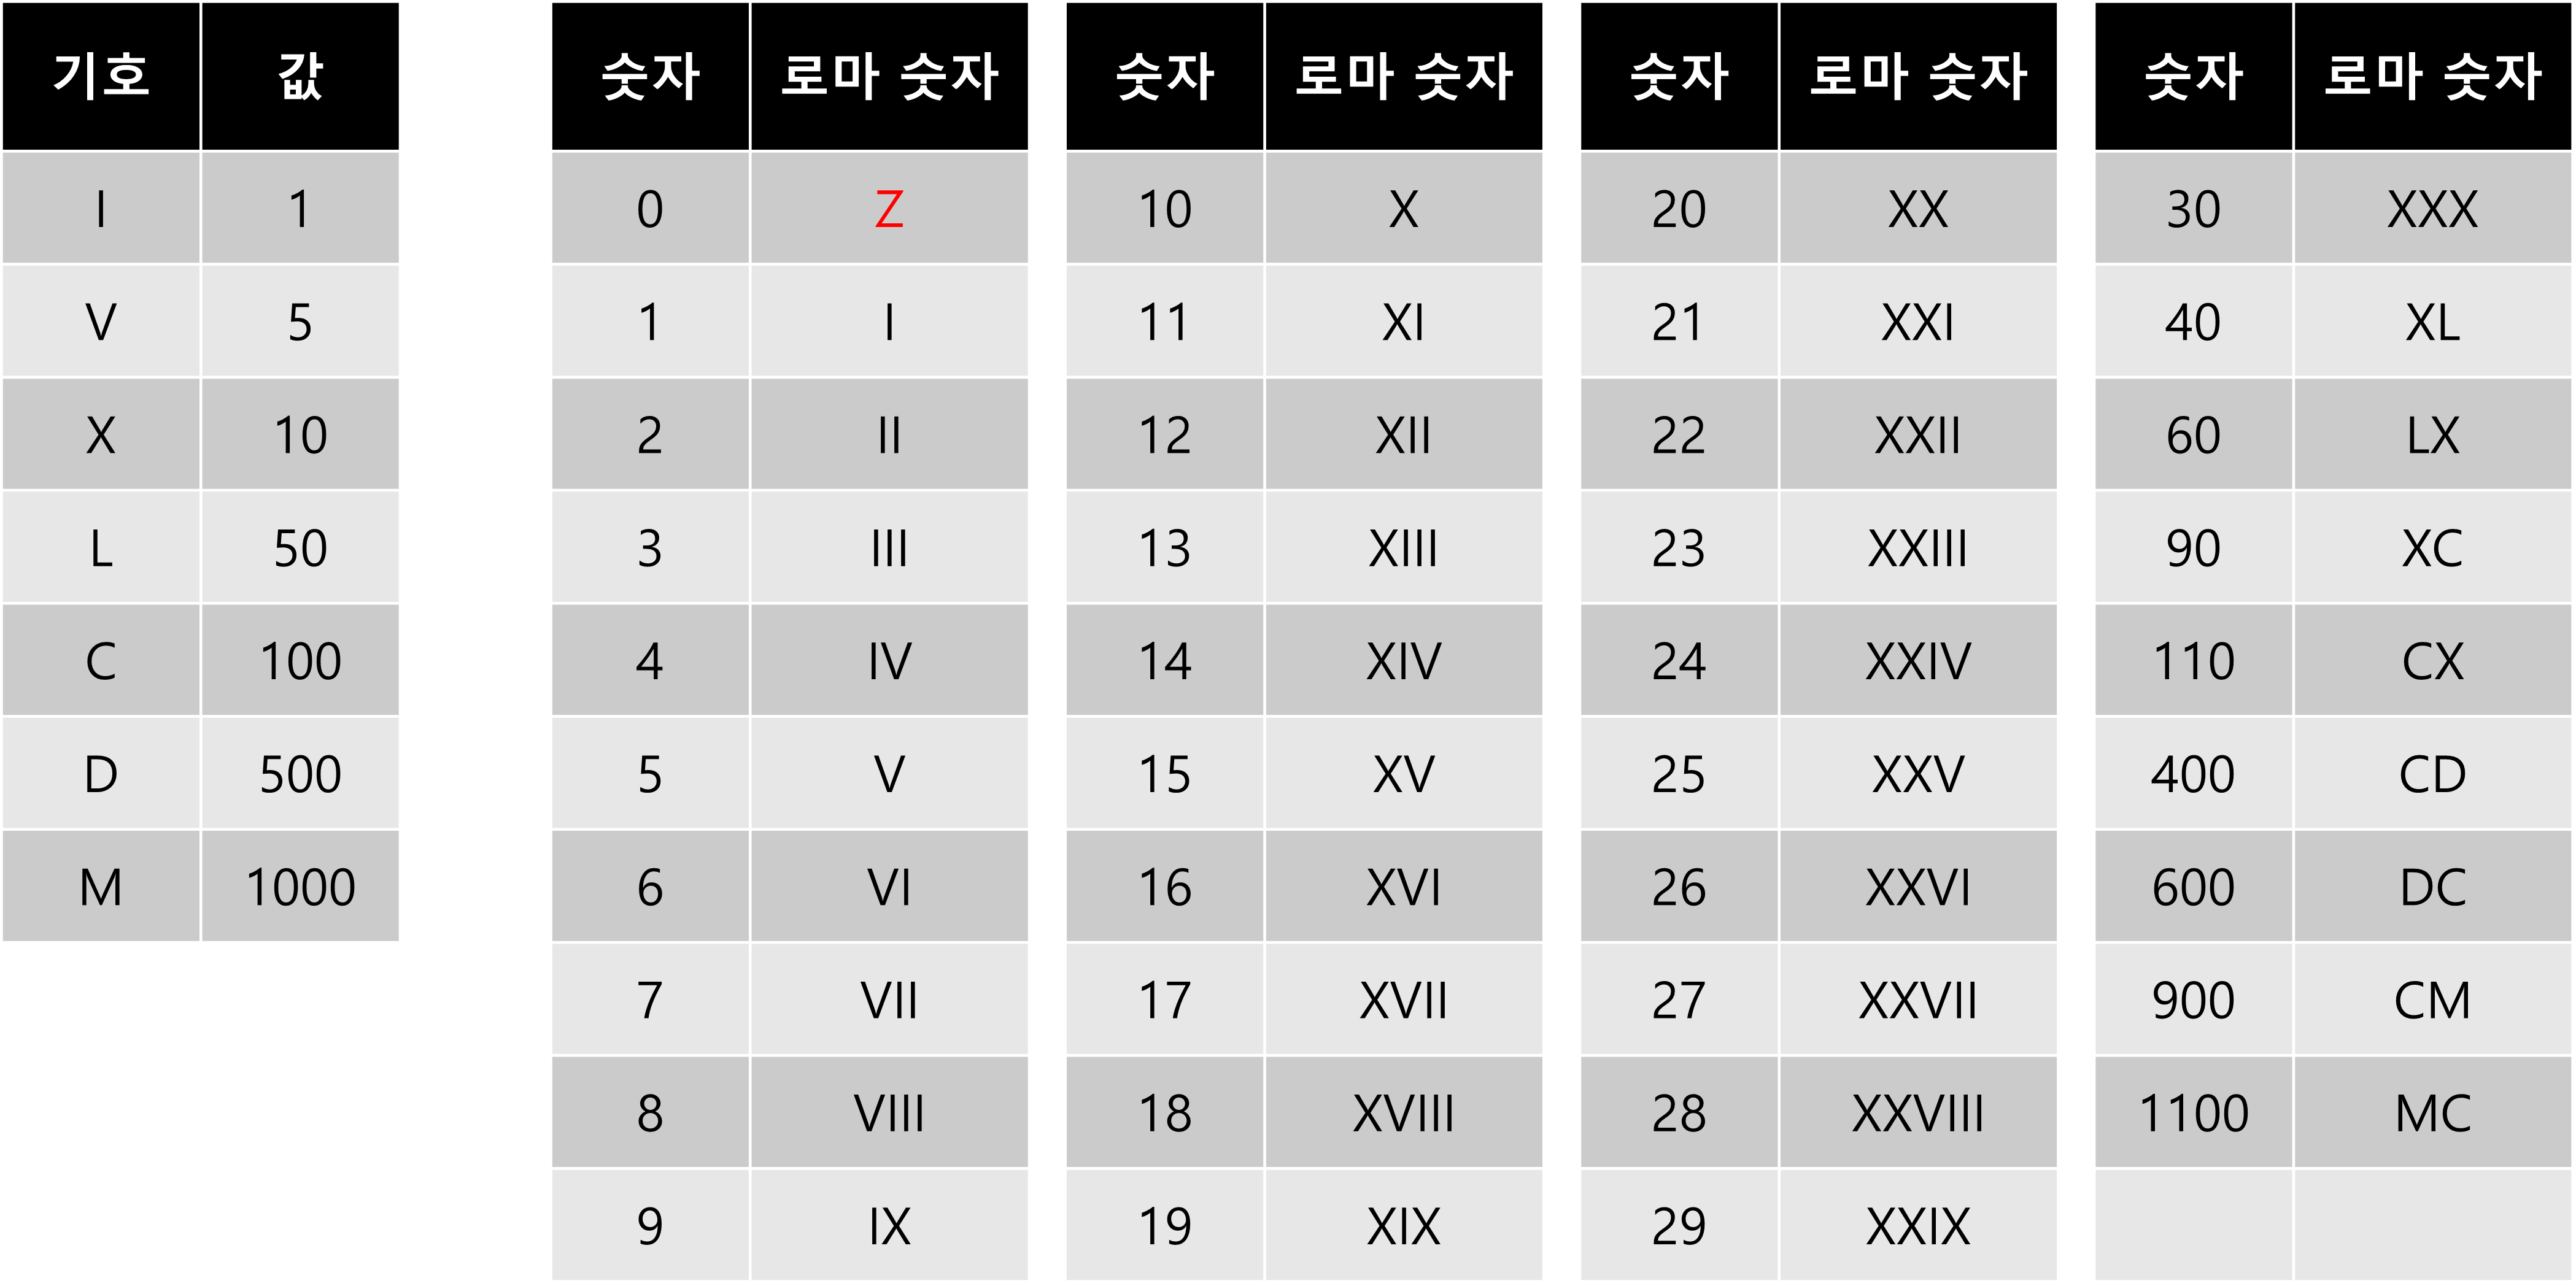 기호 값 숫자 로마 숫자 숫자 로마 숫자 숫자 로마 숫자 숫자 로마 숫자
I 1 0 Z 10 X 20 XX 30 XXX
V 5 1 I 11 XI 21 XXI 40 XL
X 10 2 II 12 XII 22 XXII 60 LX
L 50 3 III 13 XIII 23 XXIII 90 XC
C 100 4 IV 14 XIV 24 XXIV 110 CX
D 500 5 V 15 XV 25 XXV 400 CD
M 1000 6 VI 16 XVI 26 XXVI 600 DC
7 VII 17 XVII 27 XXVII 900 CM
8 VIII 18 XVIII 28 XXVIII 1100 MC
9 IX 19 XIX 29 XXIX